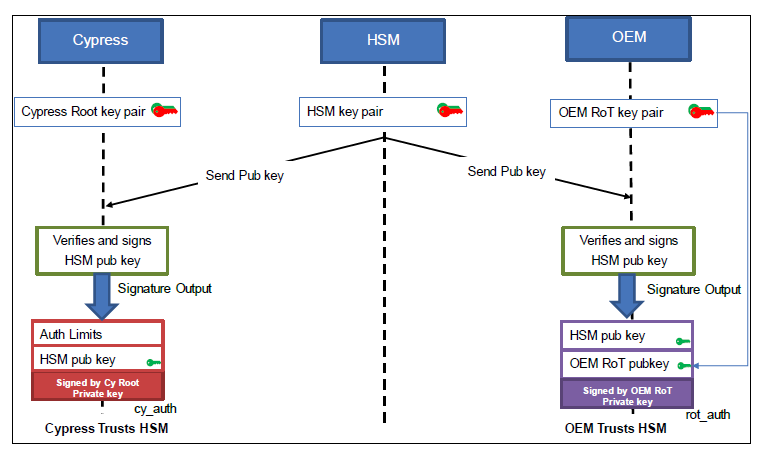 Cypress
HSM
OEM
Cypress Root key pair
HSM key pair
OEM RoT key pair
Send Pub key
Send Pub key
Verifies and signs
HSM pub key
Verifies and signs
HSM pub key
Signature Output
Signature Output
Auth Limits
HSM pub key
Signed by Cy Root
Private key
cy_auth
Cypress Trusts HSM
HSM pub key
OEM RoT pubkey
Signed by OEM RoT
Private key
rot_auth
OEM Trusts HSM